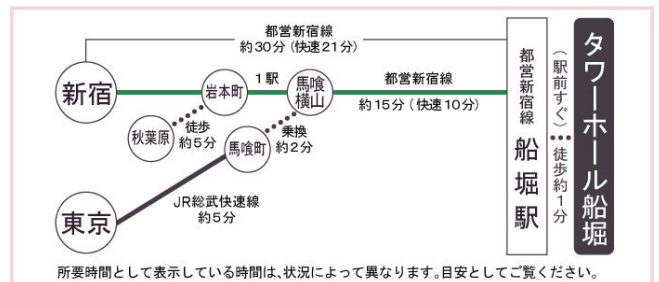 都営新宿線
約30分（快速21分）
新宿
岩本町
1駅
馬喰
横山
都営新宿線
約15分（快速10分）
秋葉原
徒歩
約5分
馬喰町
乗換
約2分
東京
JR総武快速線
約5分
都営新宿線 船堀駅
（駅前すぐ）
徒歩約1分
タワーホール船堀
所要時間として表示している時間は、状況によって異なります。目安としてご覧ください。